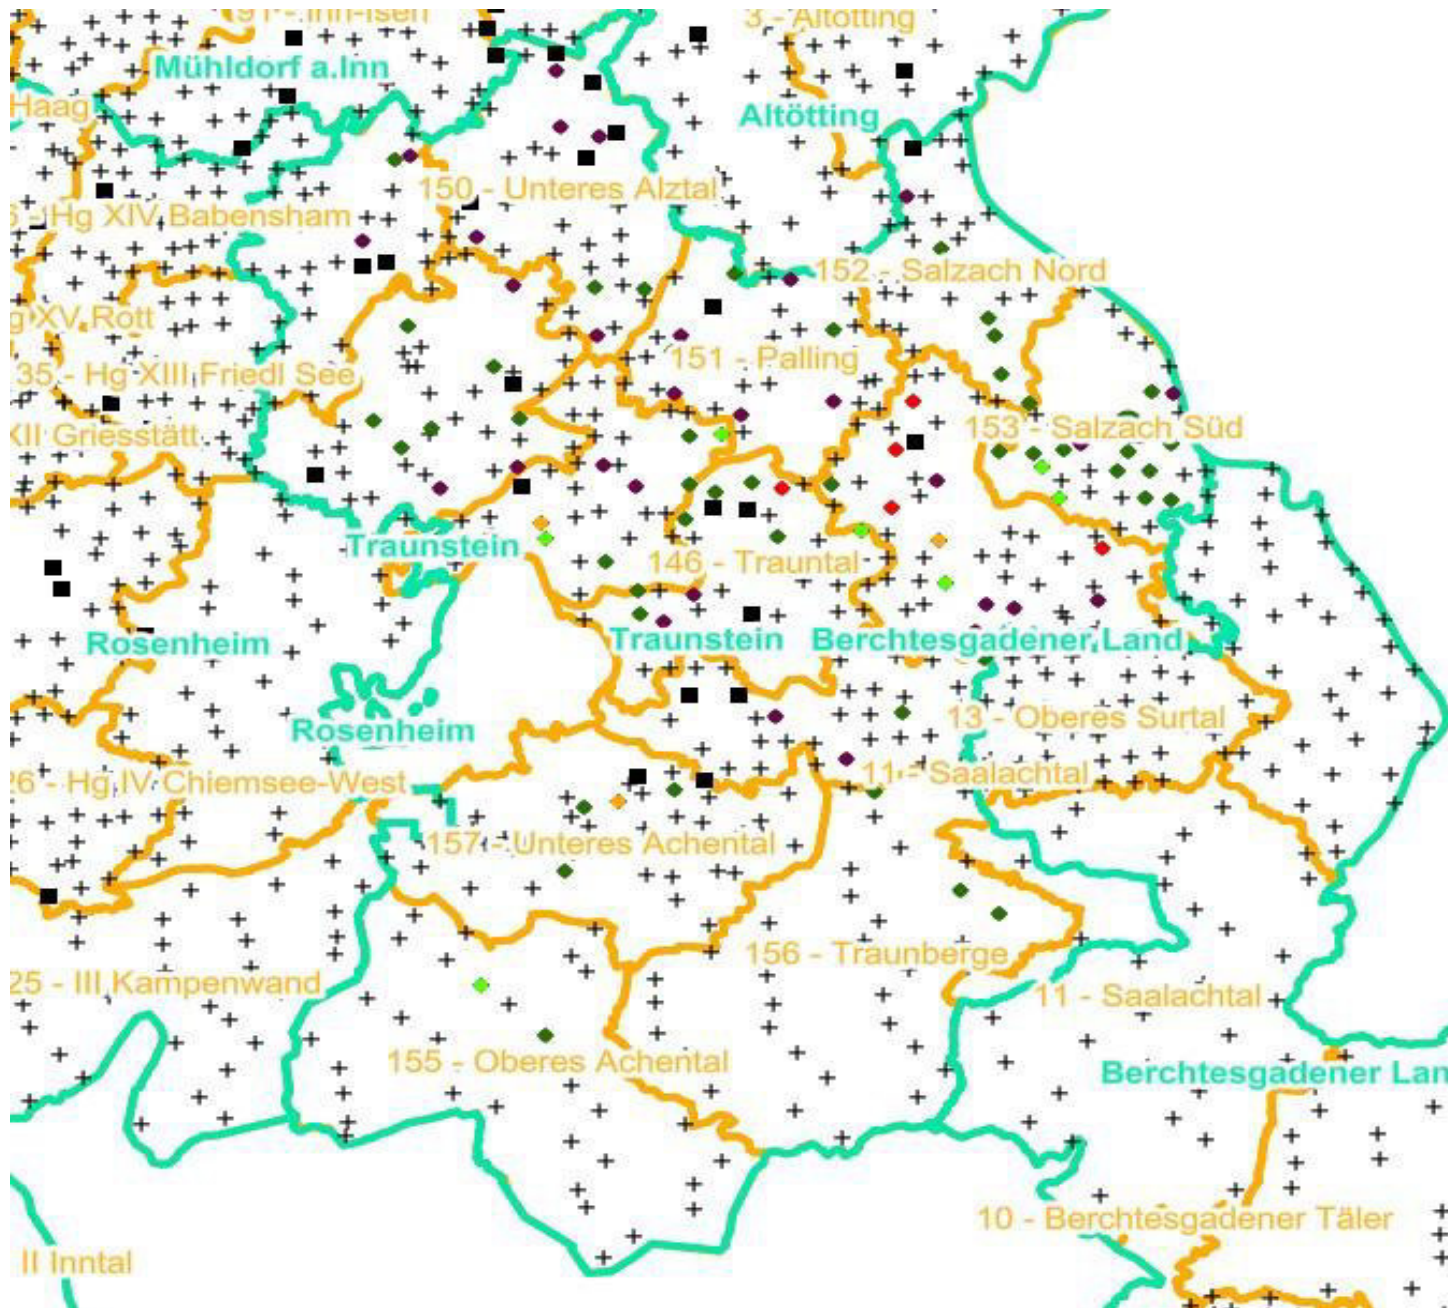 91 - Inn-Isen
3 - Altötting
Mühldorf a.Inn
Haag
Altötting
150 - Unteres Alztal
Hg XIV Babensham
152 - Salzach Nord
g XV Rott
151 - Palling
35 - Hg XIII Friedl See
XII Griesstätt
153 - Salzach Süd
Traunstein
146 - Trauntal
Rosenheim
Traunstein
Berchtesgadener Land
13 - Oberes Surtal
Rosenheim
26 - Hg IV Chiemsee-West
11 - Saalachtal
157 - Unteres Achental
156 - Traunberge
25 - III Kampenwand
11 - Saalachtal
155 - Oberes Achental
Berchtesgadener Lan
10 - Berchtesgadener Täler
II Inntal